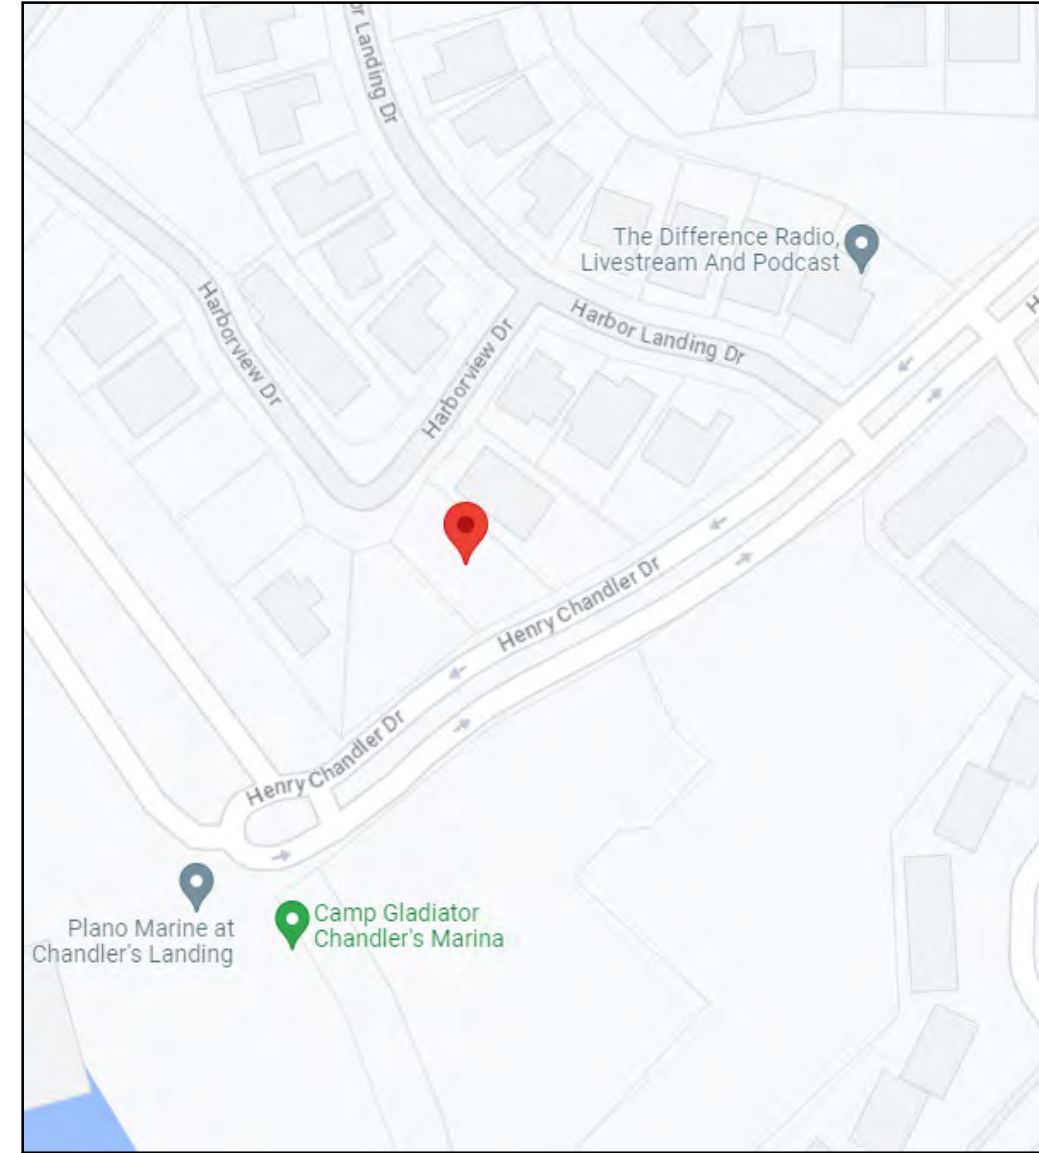 or Landing Dr
The Difference Radio,
Livestream And Podcast
Harborview Dr
Harborview Dr
Harbor Landing Dr
H
Henry Chandler Dr
Henry Chandler Dr
Plano Marine at
Chandler's Landing
Camp Gladiator
Chandler's Marina